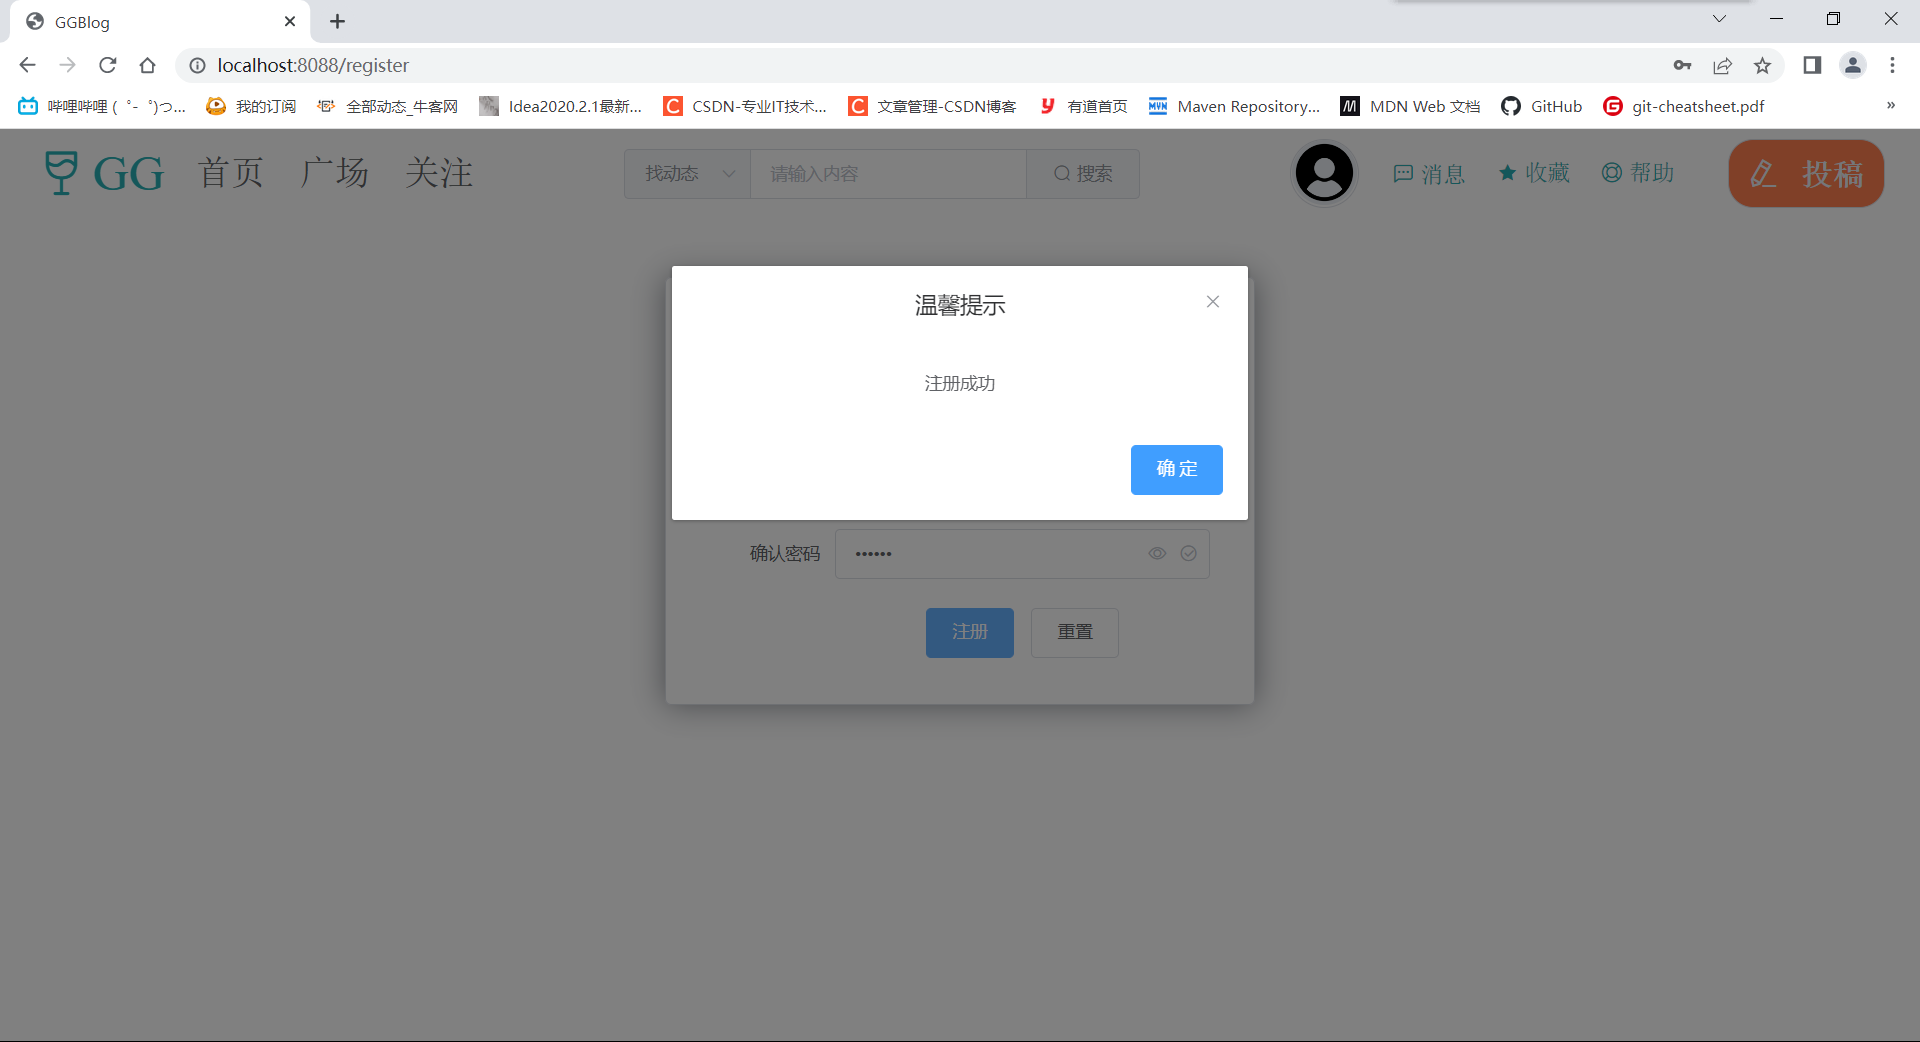 GGBlog
localhost:8088/register
哔哩哔哩 (゜-゜)つ...
我的订阅
全部动态_牛客网
Idea2020.2.1最新...
CSDN-专业IT技术...
文章管理-CSDN博客
有道首页
Maven Repository...
MDN Web 文档
GitHub
git-cheatsheet.pdf
»
GG
首页
广场
关注
找动态
请输入内容
搜索
消息
收藏
帮助
投稿
温馨提示
注册成功
确定
确认密码
••••••
注册
重置